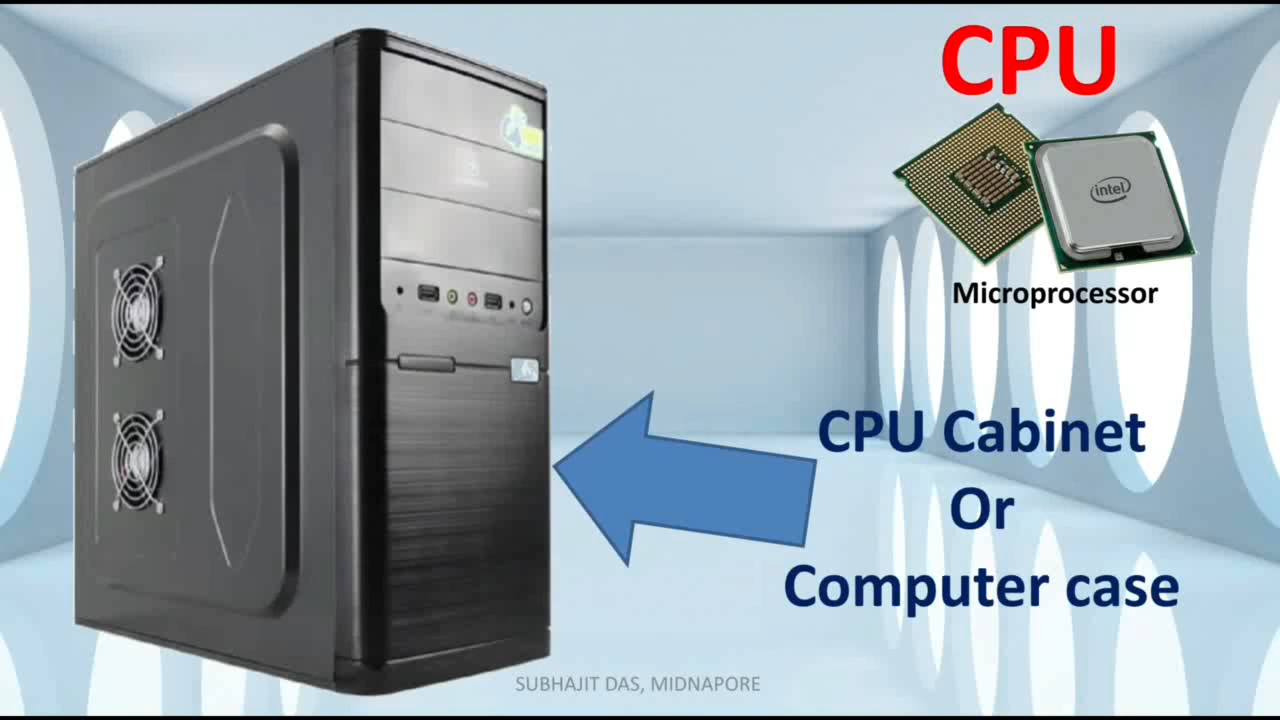 CPU
intel
Microprocessor
CPU Cabinet
Or
Computer case
SUBHAJIT DAS, MIDNAPORE